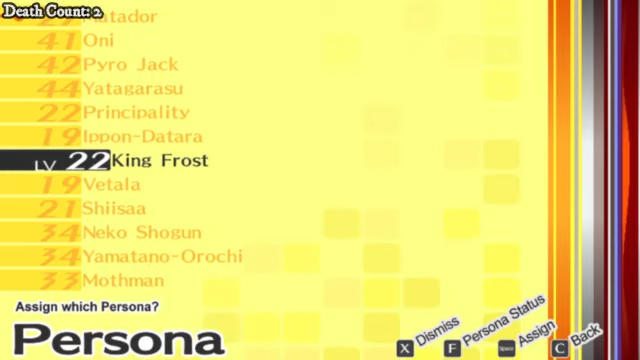 Death Count: 2
Matador
41 Oni
42 Pyro Jack
44 Yatagarasu
22 Principality
19 Ippon-Datara
LV 22 King Frost
19 Vetala
21 Shiisaa
34 Neko Shogun
34 Yamatano-Orochi
33 Mothman
Assign which Persona?
Persona
X Dismiss
F Persona Status
Space Assign
C Back